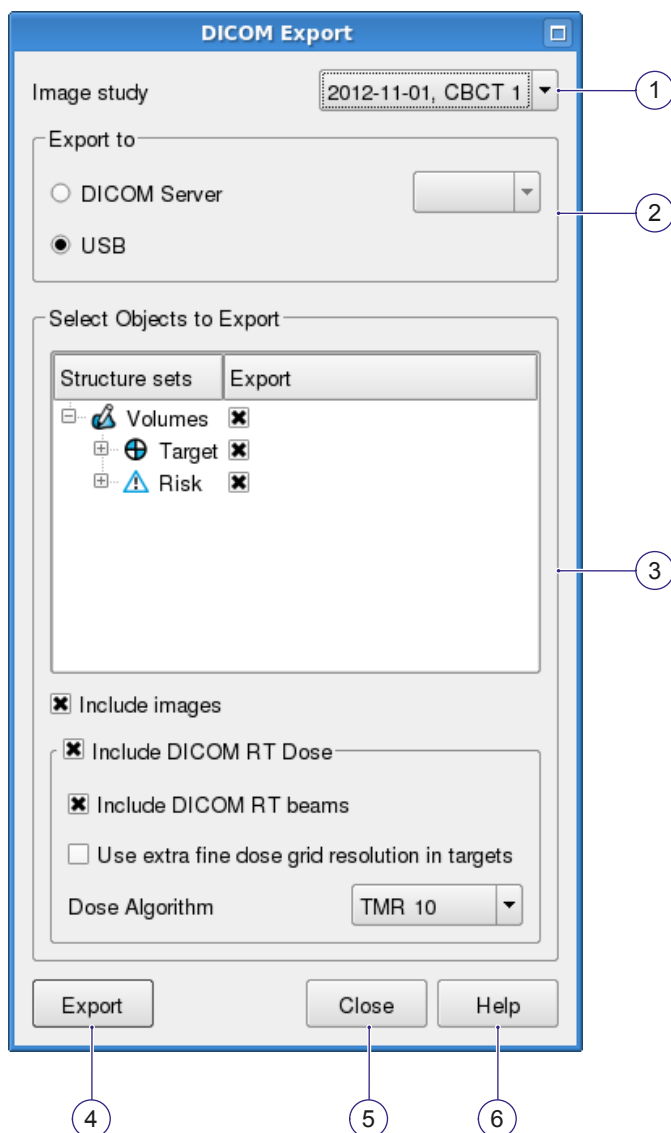 DICOM Export
Image study 2012-11-01, CBCT 1 1
Export to
DICOM Server
2
USB
Select Objects to Export
Structure sets Export
Volumes
Target
Risk
3
Include images
Include DICOM RT Dose
Include DICOM RT beams
Use extra fine dose grid resolution in targets
Dose Algorithm TMR 10
Export Close Help
4 5 6